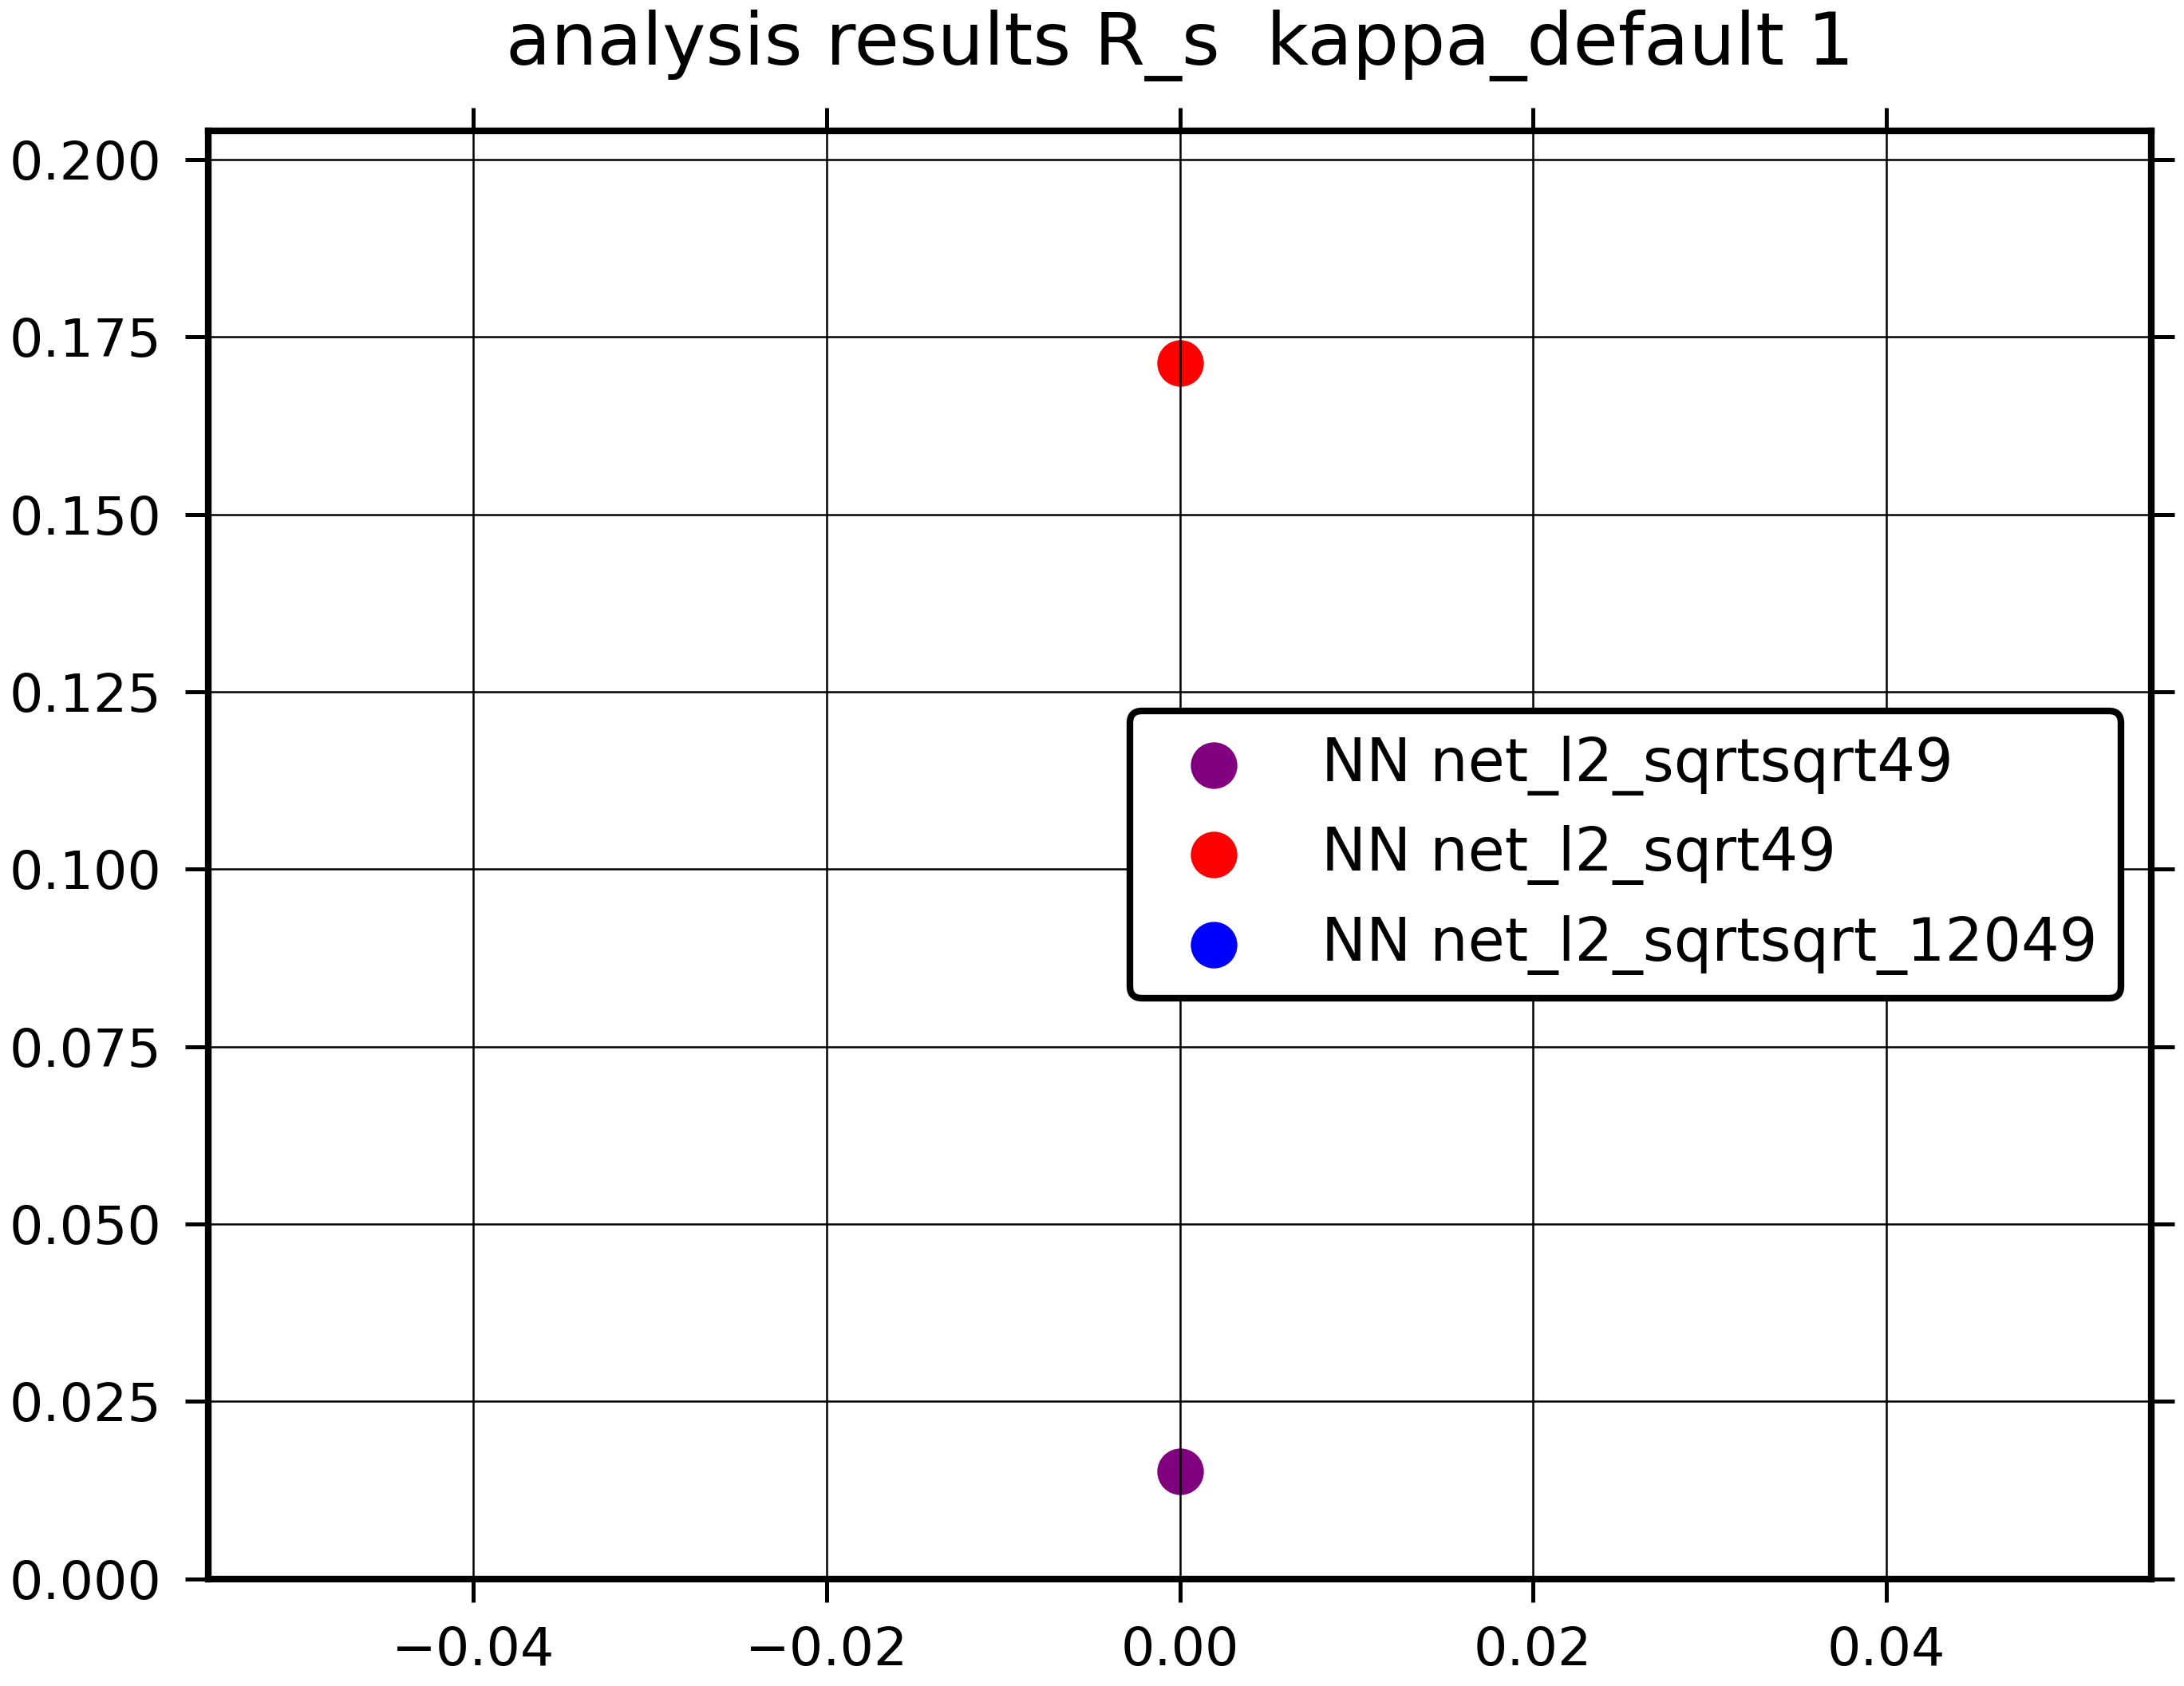 analysis results R_s  kappa_default 1
0.200
0.175
0.150
0.125
0.100
0.075
0.050
0.025
0.000
NN net_l2_sqrtsqrt49
NN net_l2_sqrt49
NN net_l2_sqrtsqrt_12049
−0.04 −0.02 0.00 0.02 0.04